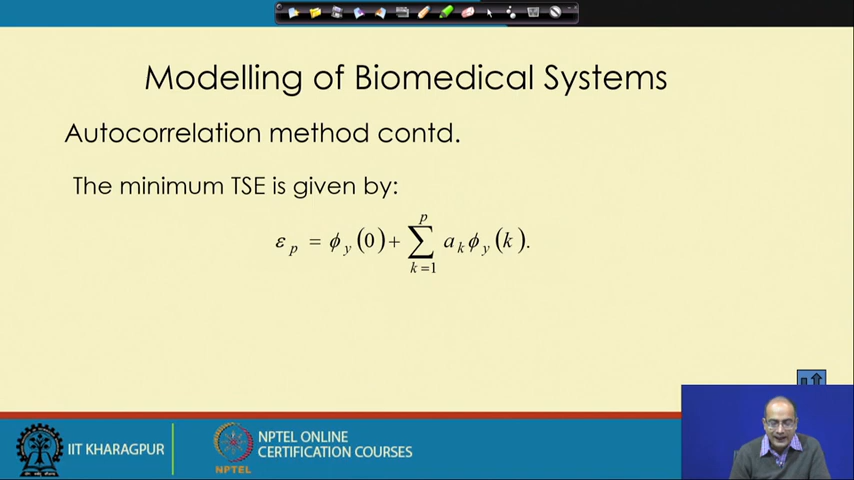 Modelling of Biomedical Systems
Autocorrelation method contd.
The minimum TSE is given by:
ε_p = ϕ_y(0) + ∑_{k=1}^{p} a_k ϕ_y(k).
IIT KHARAGPUR
NPTEL
NPTEL ONLINE
CERTIFICATION COURSES